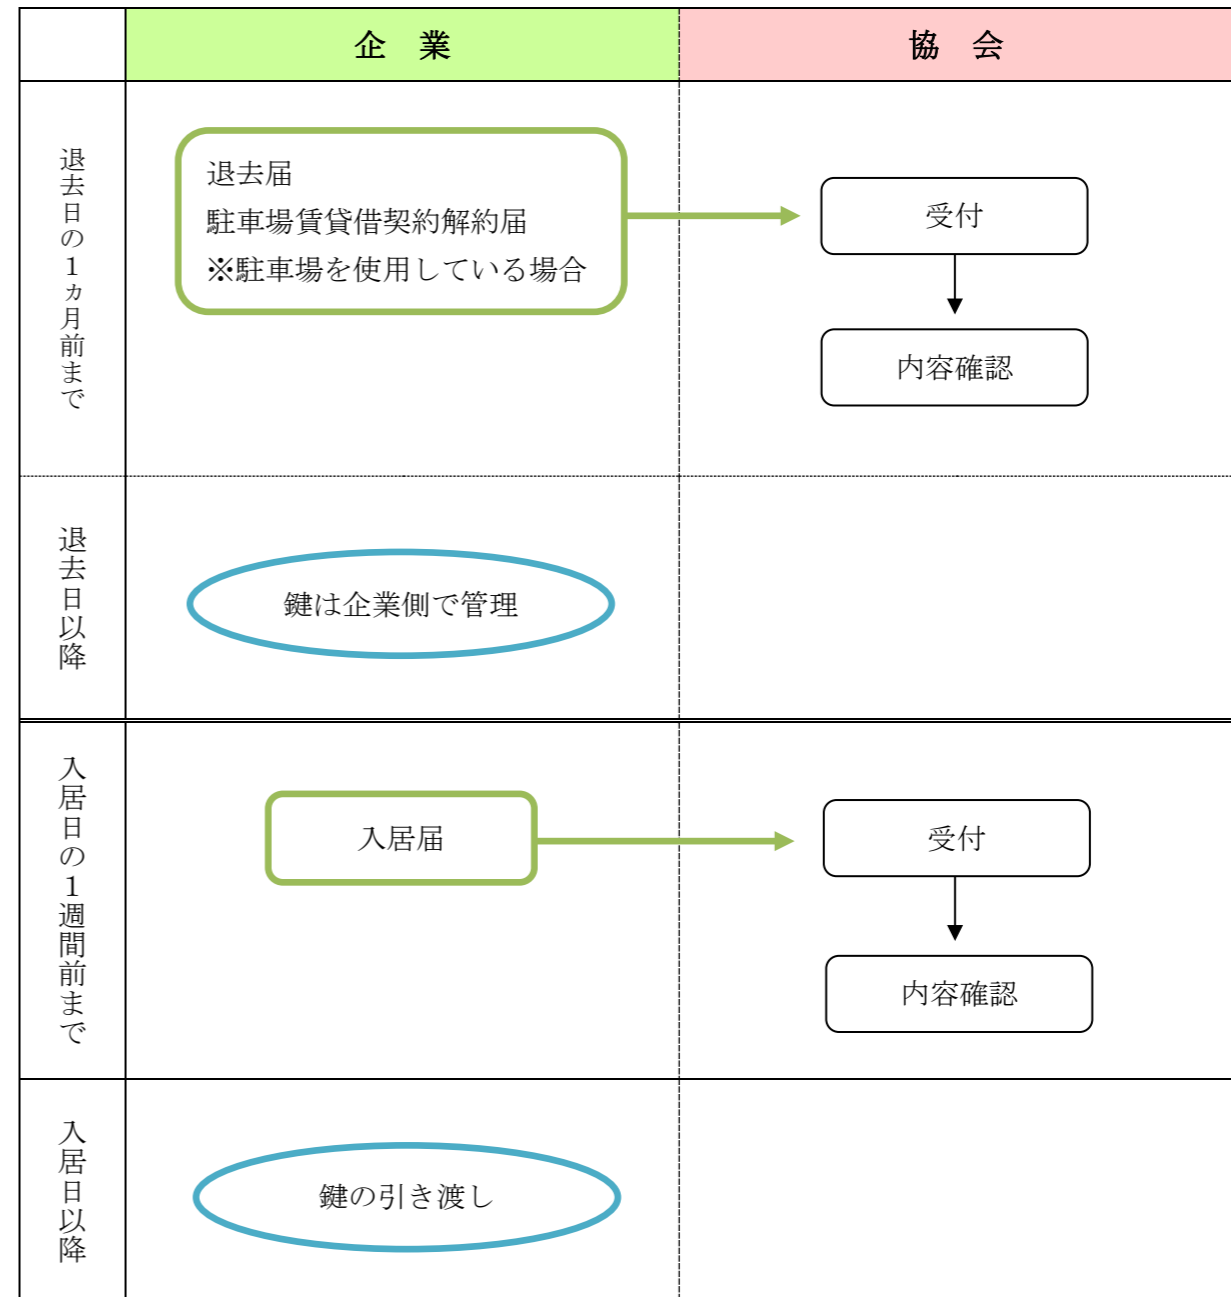 企　業
協　会
退去日の１ヵ月前まで
退去届
駐車場賃貸借契約解約届
※駐車場を使用している場合
受付
内容確認
退去日以降
鍵は企業側で管理
入居日の１週間前まで
入居届
受付
内容確認
入居日以降
鍵の引き渡し